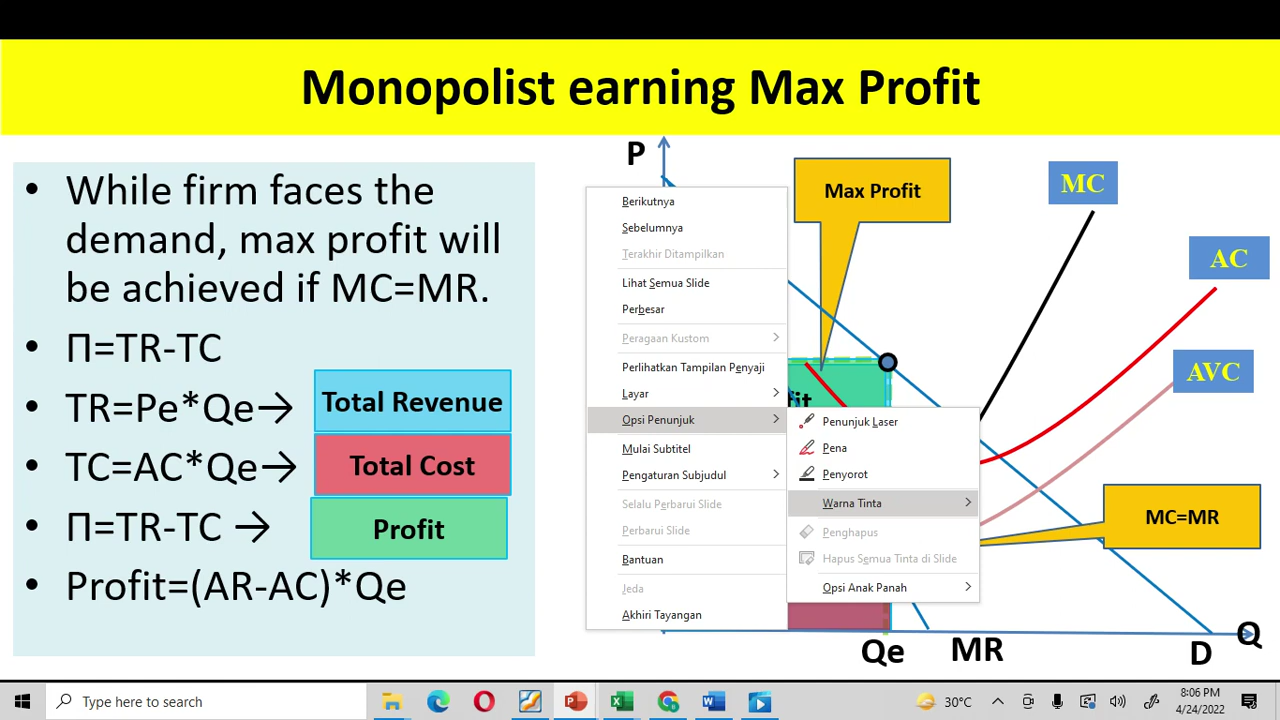 Monopolist earning Max Profit
• While firm faces the
demand, max profit will
be achieved if MC=MR.
• Π=TR-TC
• TR=Pe*Qe→
Total Revenue
• TC=AC*Qe→
Total Cost
• Π=TR-TC →
Profit
• Profit=(AR-AC)*Qe
P
Max Profit
MC
AC
AVC
MC=MR
Qe
MR
D
Q
Berikutnya
Sebelumnya
Terakhir Ditampilkan
Lihat Semua Slide
Perbesar
Peragaan Kustom
Perlihatkan Tampilan Penyaji
Layar
Opsi Penunjuk
Mulai Subtitel
Pengaturan Subjudul
Selalu Perbarui Slide
Perbarui Slide
Bantuan
Jeda
Akhiri Tayangan
Penunjuk Laser
Pena
Penyorot
Warna Tinta
Penghapus
Hapus Semua Tinta di Slide
Opsi Anak Panah
Type here to search
30°C
8:06 PM
4/24/2022